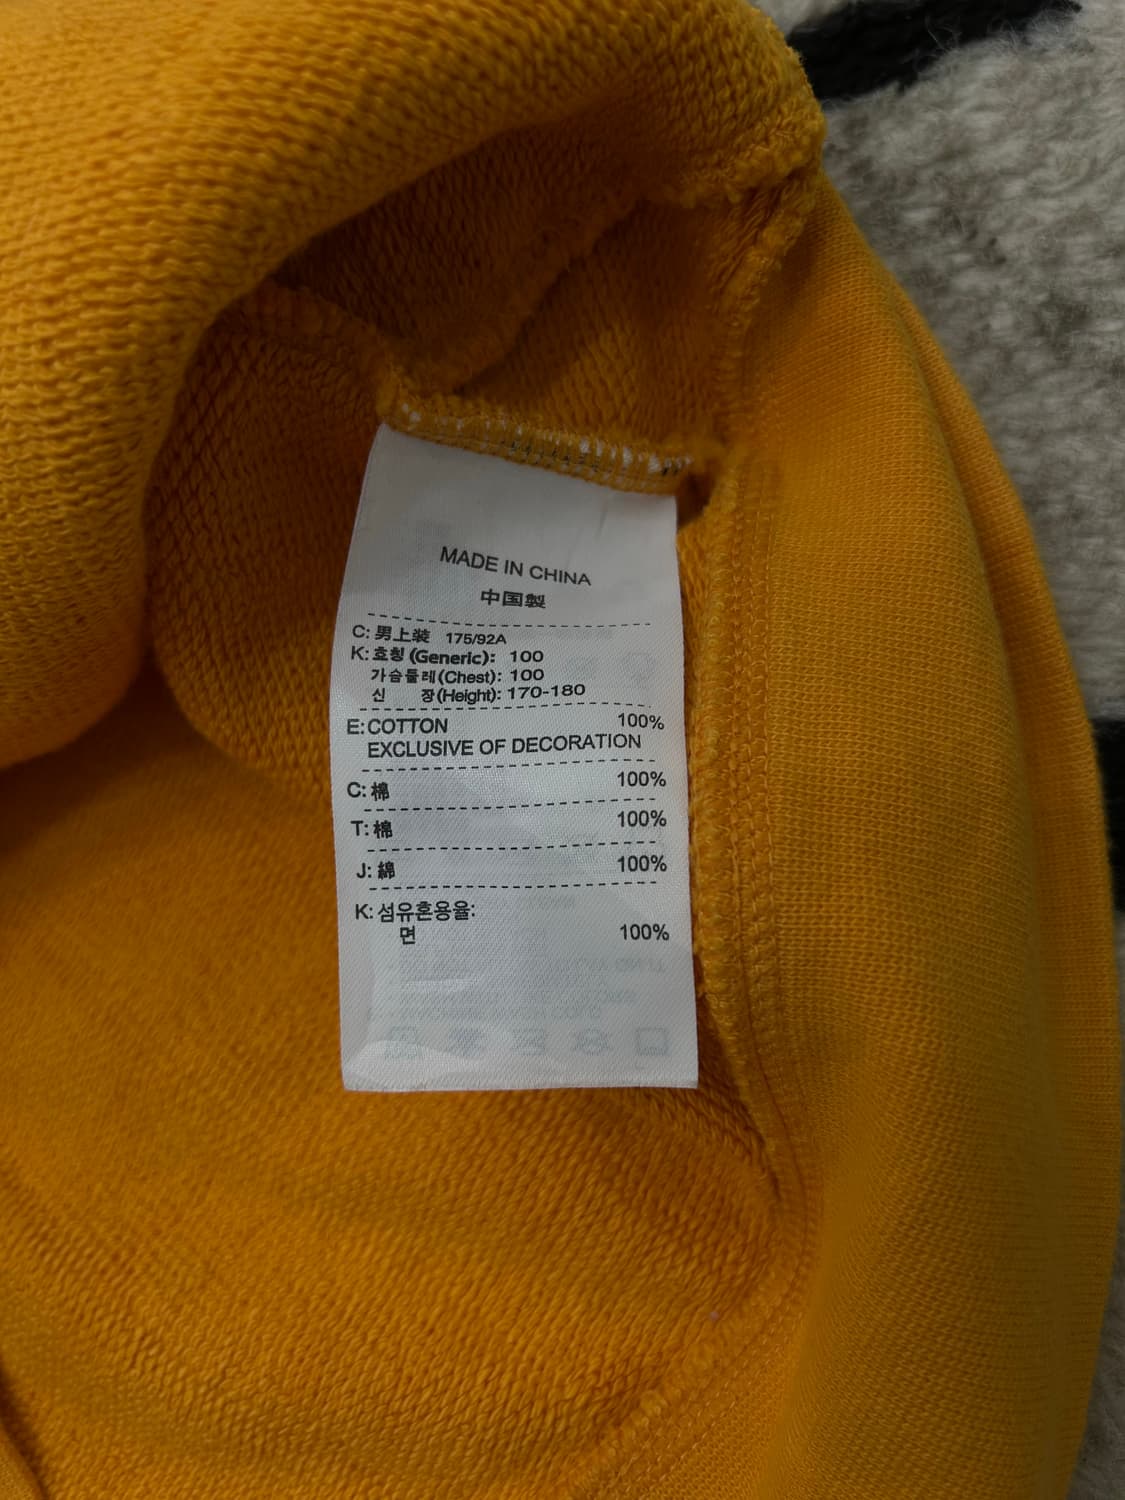 MADE IN CHINA
中国製
C: 男上装 175/92A
K: 호칭 (Generic): 100
가슴둘레(Chest): 100
신 장(Height): 170-180
E: COTTON 100%
EXCLUSIVE OF DECORATION
C: 棉 100%
T: 棉 100%
J: 綿 100%
K: 섬유혼용율:
면 100%